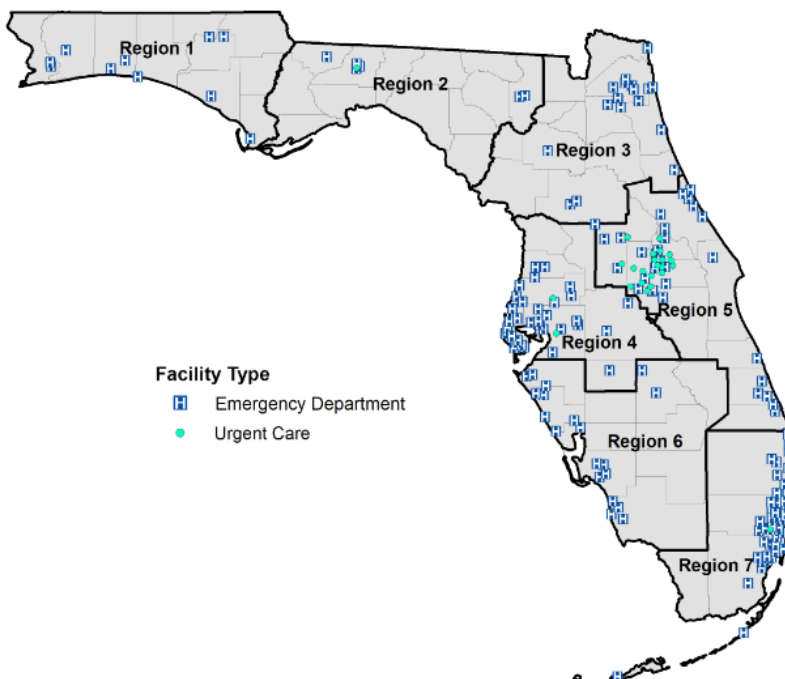 Region 1
Region 2
Region 3
Region 5
Region 4
Facility Type
H Emergency Department
Urgent Care
Region 6
Region 7